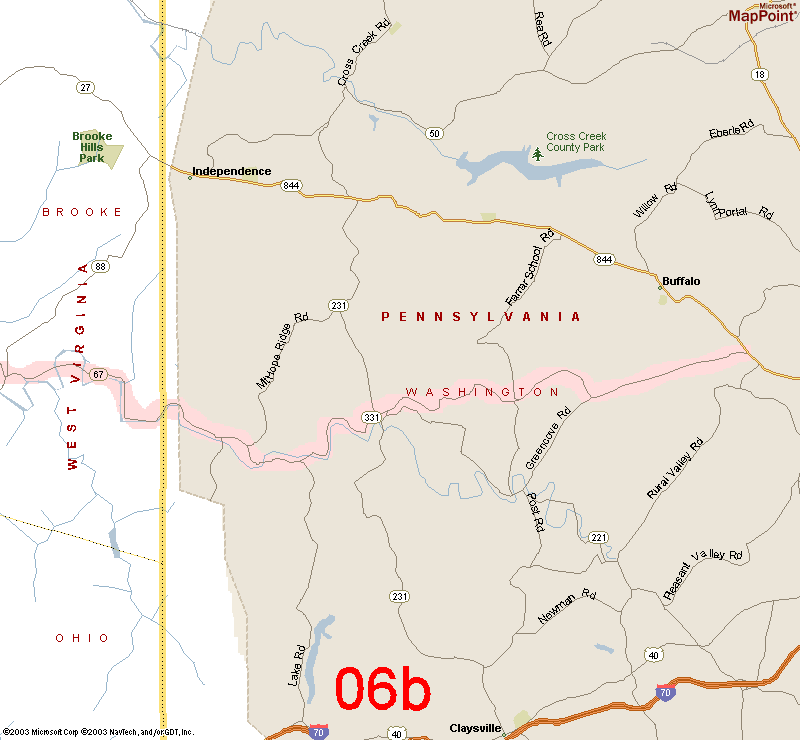 Microsoft®
MapPoint®
Rea Rd
Cross Creek Rd
18
27
50
Eberle Rd
Brooke
Hills
Park
Cross Creek
County Park
Independence
844
Willow Rd
Lynn Portal Rd
BROOKE
Farrar School Rd
844
88
Buffalo
231
PENNSYLVANIA
Mt Hope Ridge Rd
WEST VIRGINIA
67
WASHINGTON
331
Greencove Rd
Rural Valley Rd
Post Rd
221
Pleasant Valley Rd
231
Newman Rd
OHIO
40
Lake Rd
06b
70
Claysville
70
40
©2003 Microsoft Corp ©2003 NavTech, and/or GDT, Inc.